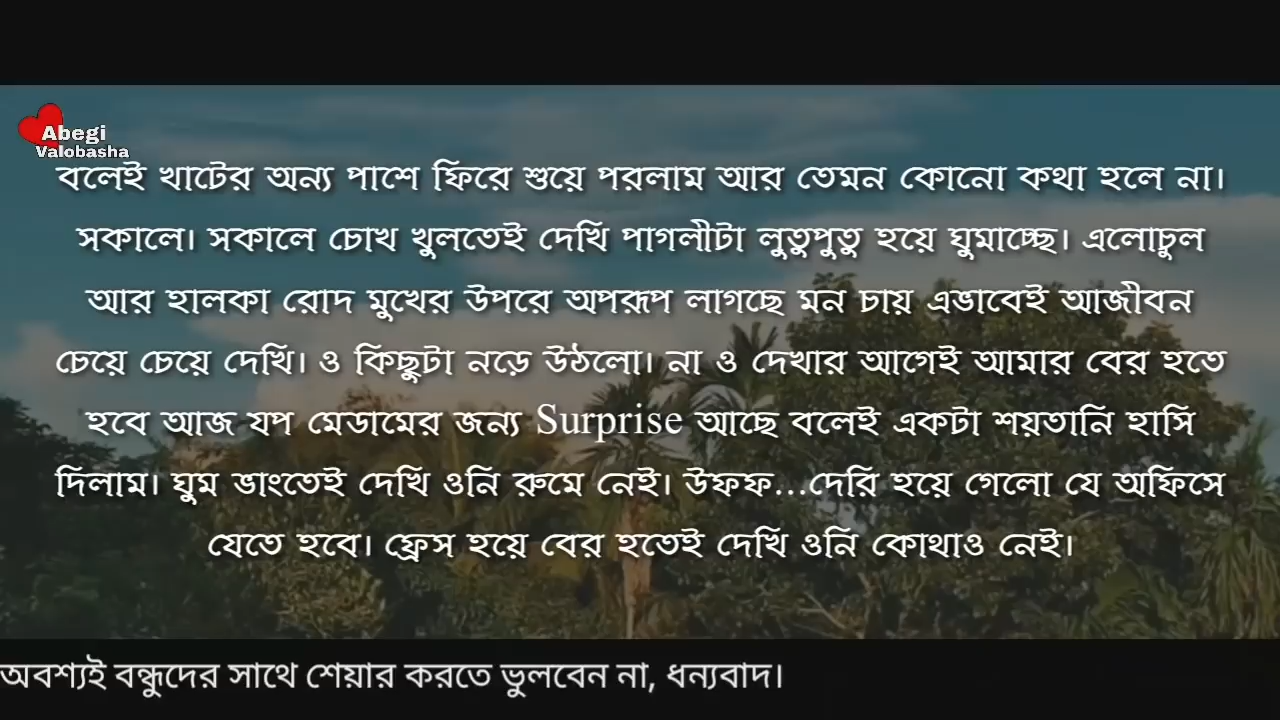 Abegi
Valobasha
বলেই খাটের অন্য পাশে ফিরে শুয়ে পরলাম আর তেমন কোনো কথা হলে না।
সকালে। সকালে চোখ খুলতেই দেখি পাগলীটা লুতুপুতু হয়ে ঘুমাচ্ছে। এলোচুল
আর হালকা রোদ মুখের উপরে অপরূপ লাগছে মন চায় এভাবেই আজীবন
চেয়ে চেয়ে দেখি। ও কিছুটা নড়ে উঠলো। না ও দেখার আগেই আমার বের হতে
হবে আজ যপ মেডামের জন্য Surprise আছে বলেই একটা শয়তানি হাসি
দিলাম। ঘুম ভাংতেই দেখি ওনি রুমে নেই। উফফ...দেরি হয়ে গেলো যে অফিসে
যেতে হবে। ফ্রেস হয়ে বের হতেই দেখি ওনি কোথাও নেই।
অবশ্যই বন্ধুদের সাথে শেয়ার করতে ভুলবেন না, ধন্যবাদ।